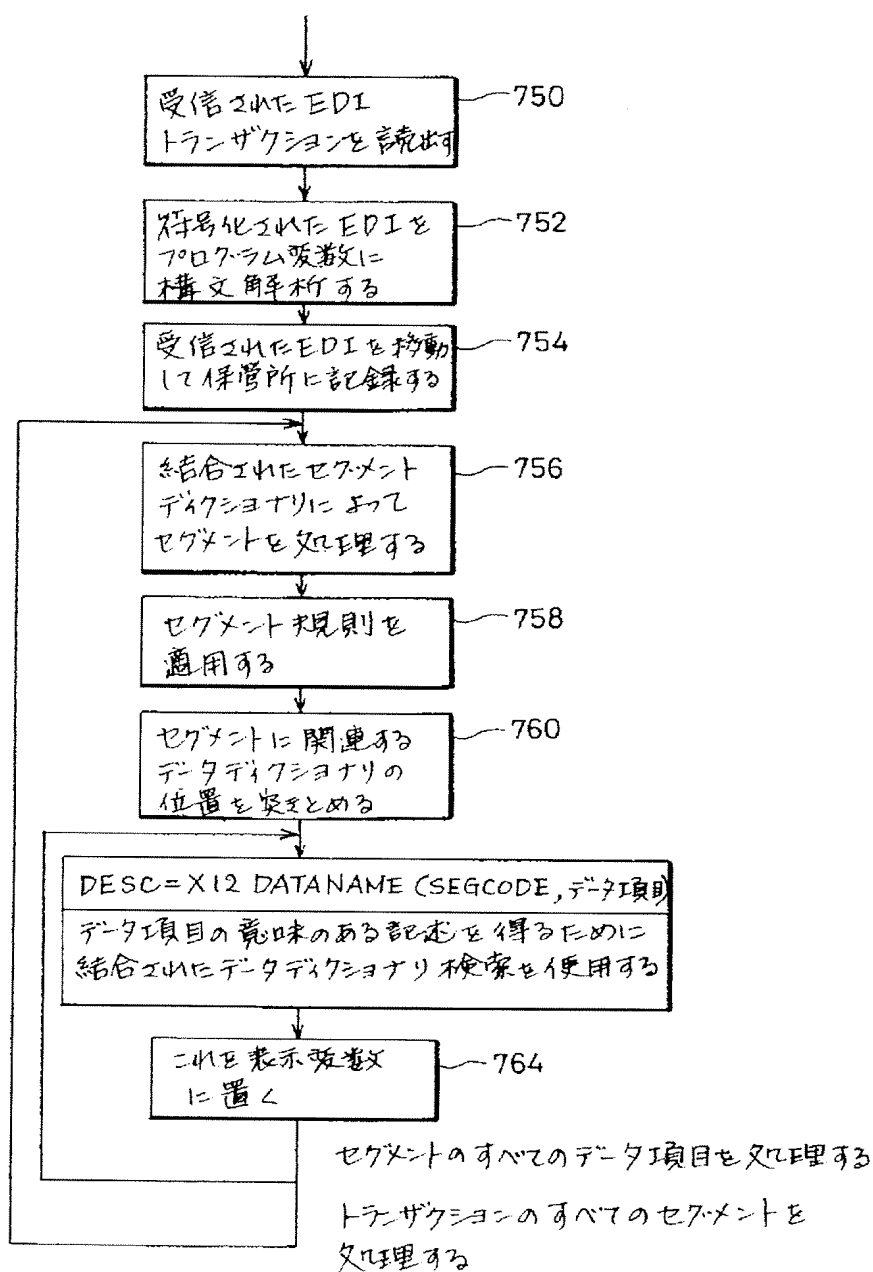 受信されたEDI
トランザクションを読出す
750
符号化されたEDIを
プログラム変数に
構文解析する
752
受信されたEDIを移動
して保管所に記録する
754
結合されたセグメント
ディクショナリによって
セグメントを処理する
756
セグメント規則を
適用する
758
セグメントに関連する
データディクショナリの
位置を突きとめる
760
DESC=X12 DATANAME (SEGCODE,データ項目)
データ項目の意味のある記述を得るために
結合されたデータディクショナリ検索を使用する
これを表示変数
に置く
764
セグメントのすべてのデータ項目を処理する
トランザクションのすべてのセグメントを
処理する